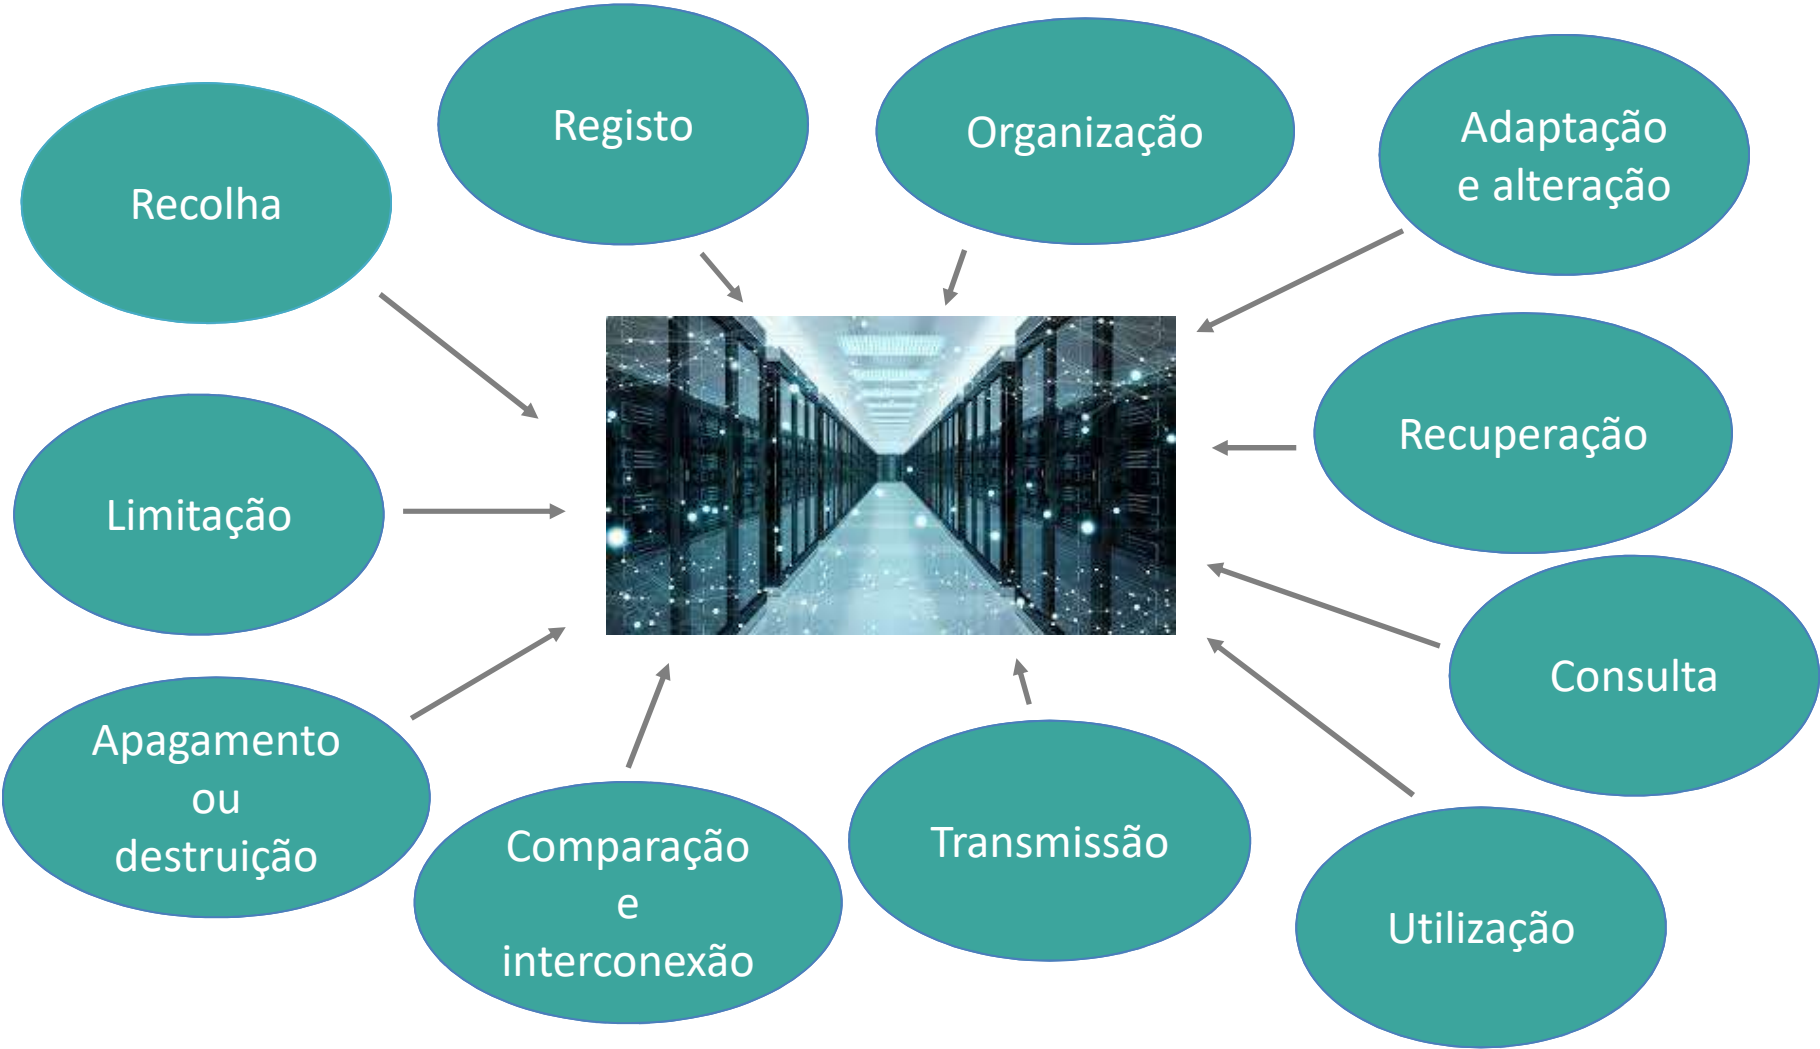 Recolha
Registo
Organização
Adaptação
e alteração
Recuperação
Consulta
Utilização
Transmissão
Comparação
e
interconexão
Apagamento
ou
destruição
Limitação